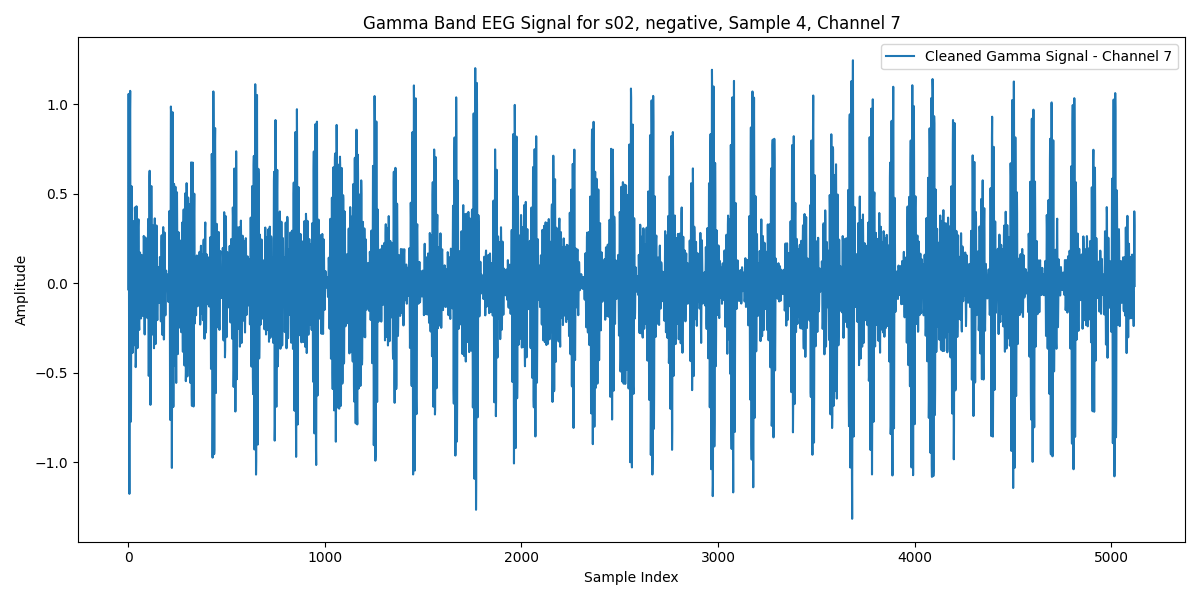 Gamma Band EEG Signal for s02, negative, Sample 4, Channel 7
Cleaned Gamma Signal - Channel 7
Amplitude
1.0
0.5
0.0
−0.5
−1.0
0 1000 2000 3000 4000 5000
Sample Index